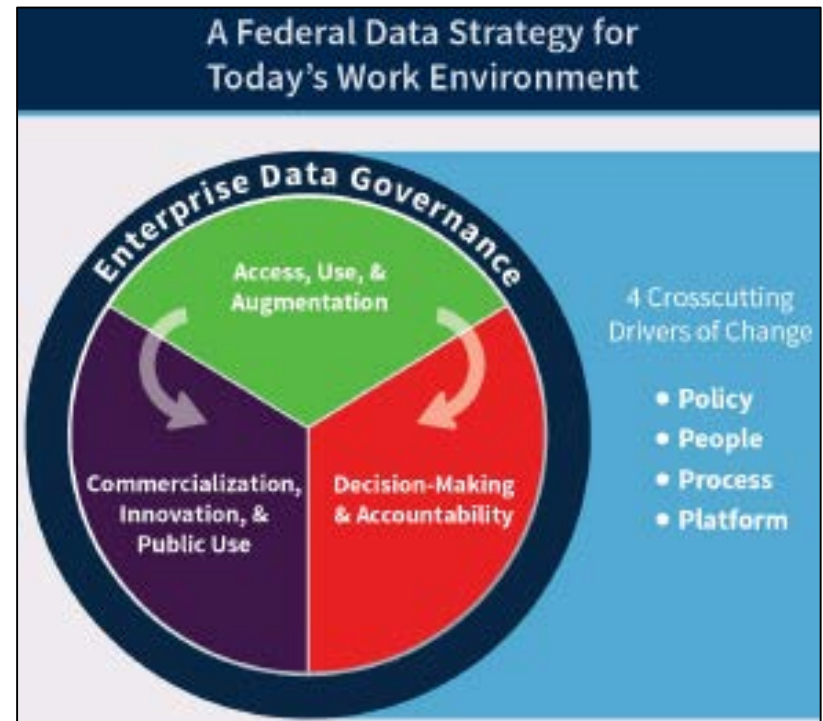 A Federal Data Strategy for
Today's Work Environment
Enterprise Data Governance
Access, Use, &
Augmentation
Commercialization,
Innovation, &
Public Use
Decision-Making
& Accountability
4 Crosscutting
Drivers of Change
• Policy
• People
• Process
• Platform